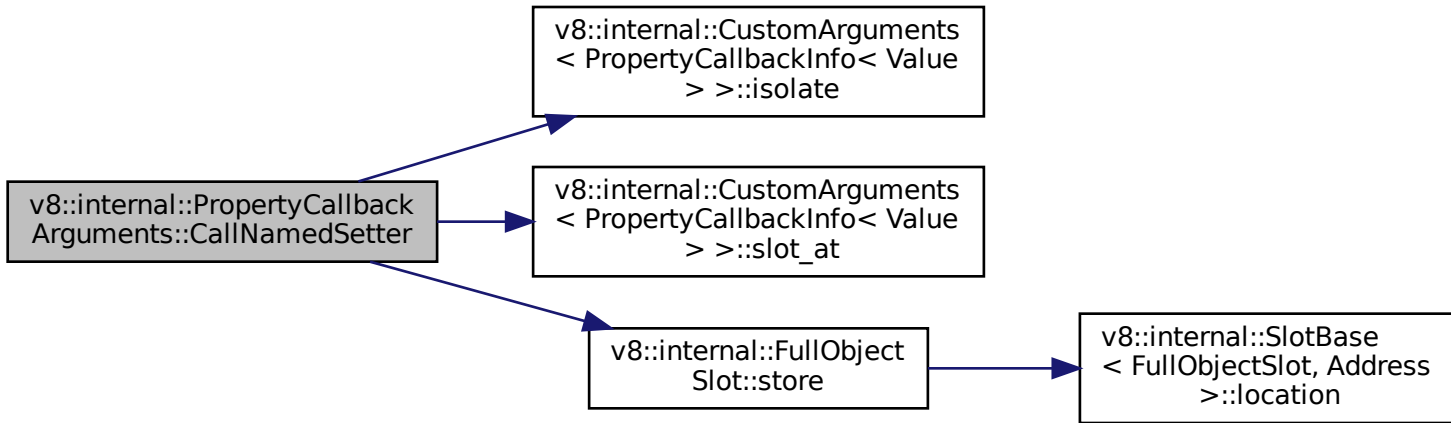 v8::internal::CustomArguments
< PropertyCallbackInfo< Value
> >::isolate
v8::internal::PropertyCallback
Arguments::CallNamedSetter
v8::internal::CustomArguments
< PropertyCallbackInfo< Value
> >::slot_at
v8::internal::FullObject
Slot::store
v8::internal::SlotBase
< FullObjectSlot, Address
>::location